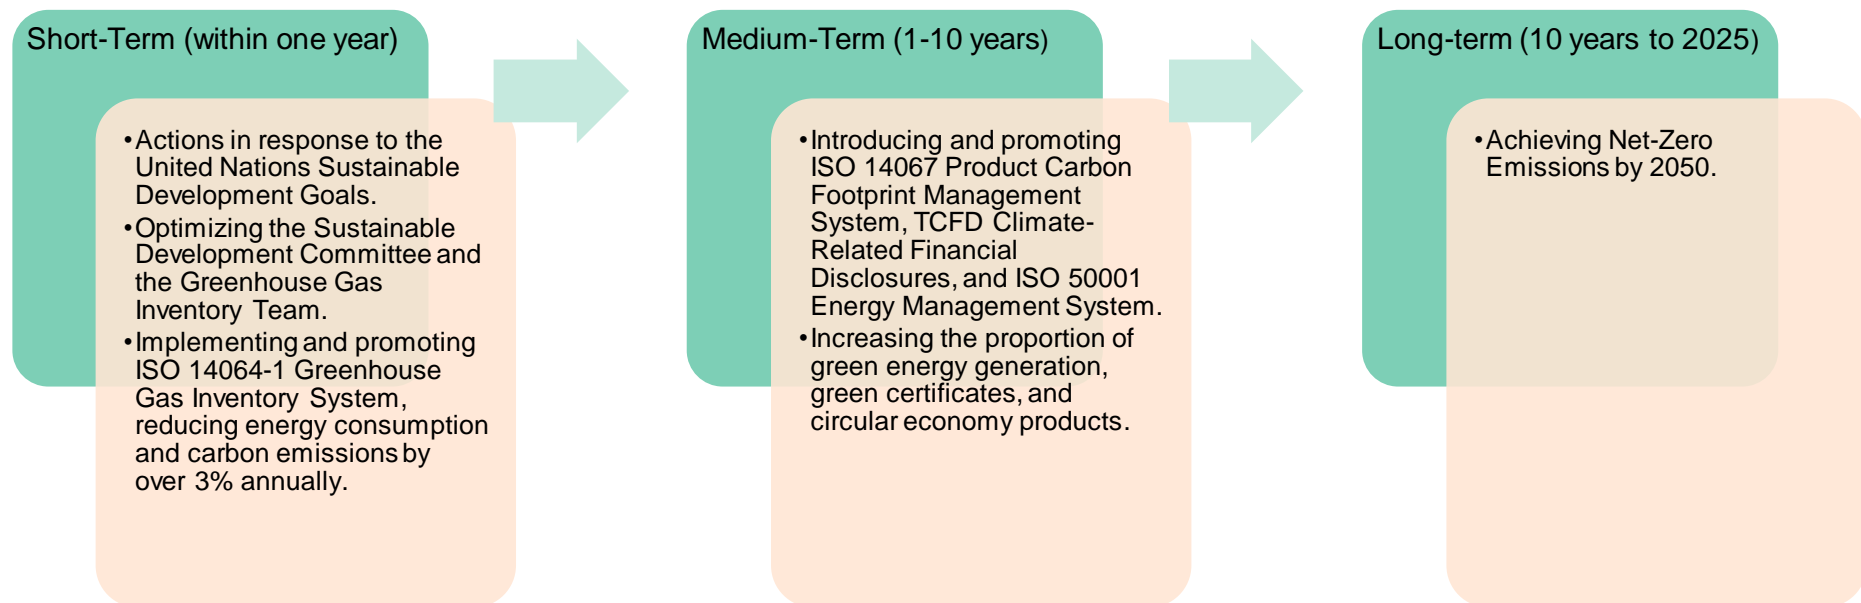 Short-Term (within one year)
•Actions in response to the
United Nations Sustainable
Development Goals.
•Optimizing the Sustainable
Development Committee and
the Greenhouse Gas
Inventory Team.
•Implementing and promoting
ISO 14064-1 Greenhouse
Gas Inventory System,
reducing energy consumption
and carbon emissions by
over 3% annually.
Medium-Term (1-10 years)
•Introducing and promoting
ISO 14067 Product Carbon
Footprint Management
System, TCFD Climate-
Related Financial
Disclosures, and ISO 50001
Energy Management System.
•Increasing the proportion of
green energy generation,
green certificates, and
circular economy products.
Long-term (10 years to 2025)
•Achieving Net-Zero
Emissions by 2050.